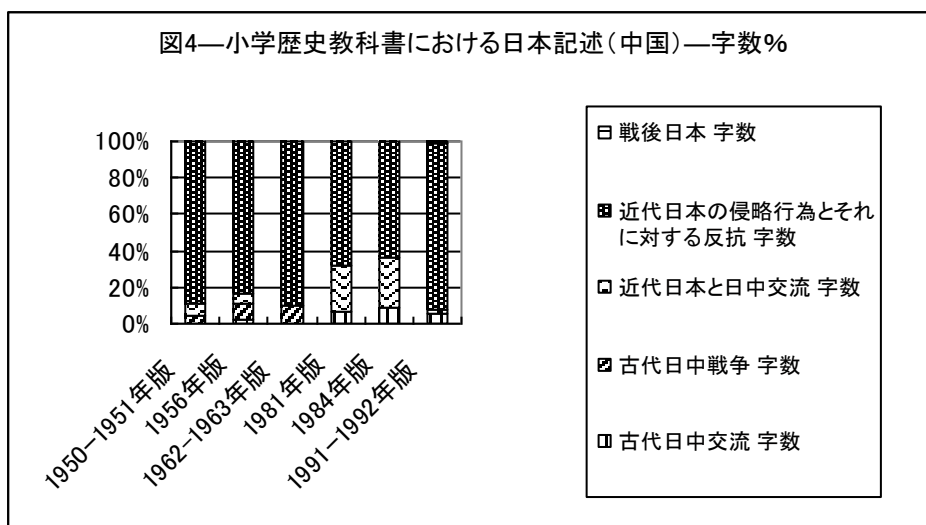 図4―小学歴史教科書における日本記述（中国）―字数%
100%
80%
60%
40%
20%
0%
1950-1951年版
1956年版
1962-1963年版
1981年版
1984年版
1991-1992年版
戦後日本 字数
近代日本の侵略行為とそれ
に対する反抗 字数
近代日本と日中交流 字数
古代日中戦争 字数
古代日中交流 字数